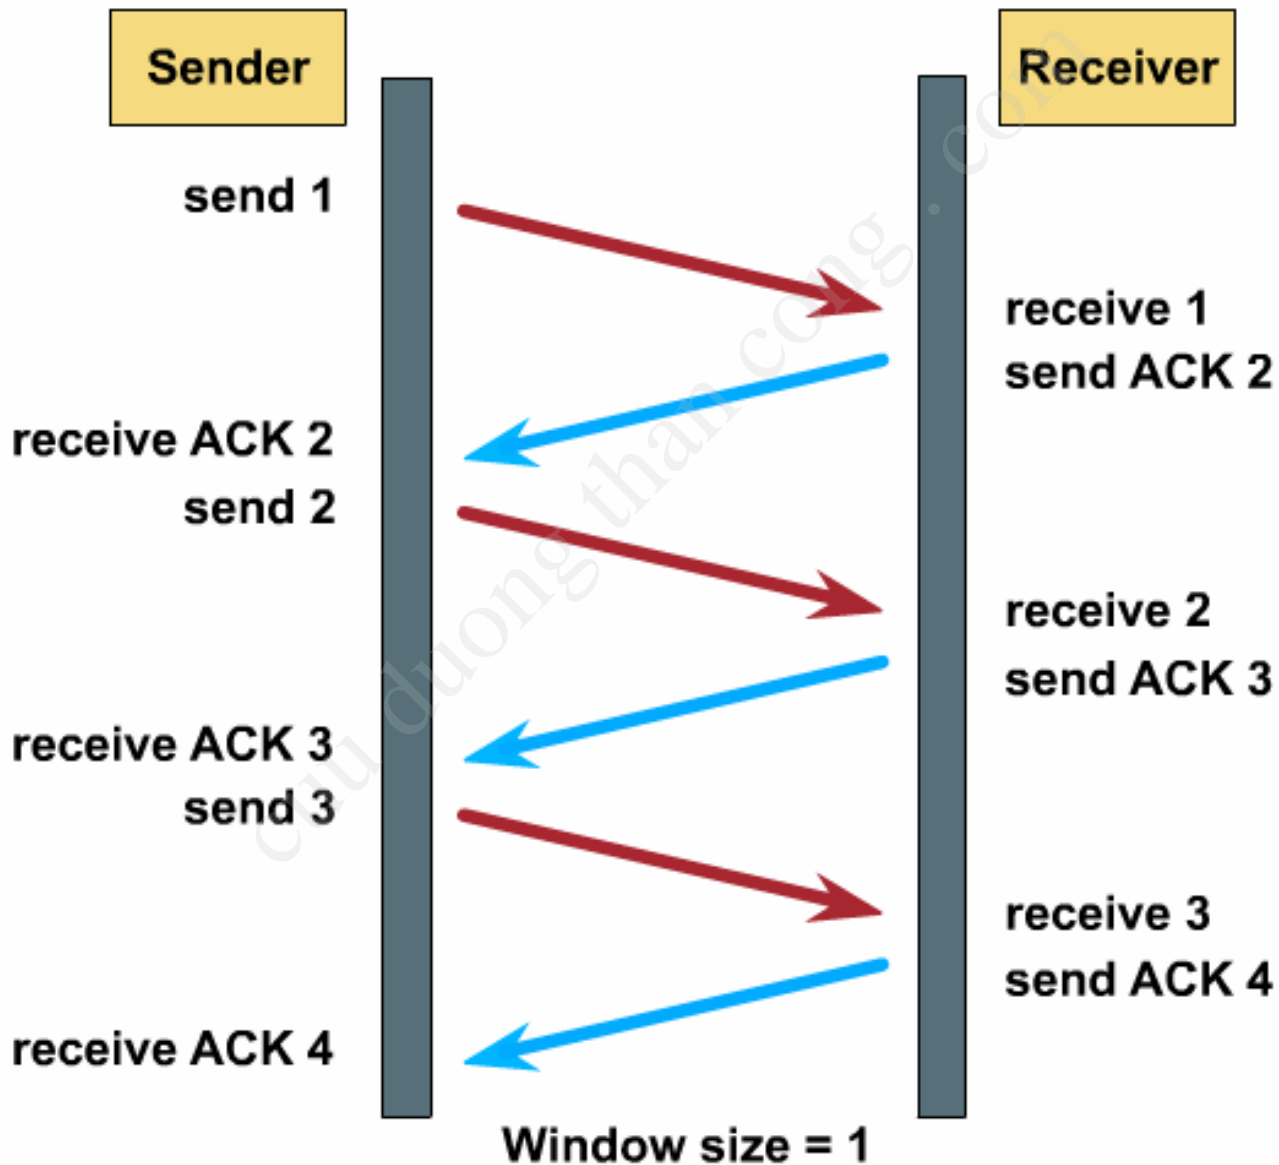 Sender
Receiver
send 1
receive 1
send ACK 2
receive ACK 2
send 2
receive 2
send ACK 3
receive ACK 3
send 3
receive 3
send ACK 4
receive ACK 4
Window size = 1
cuu duong than cong . com